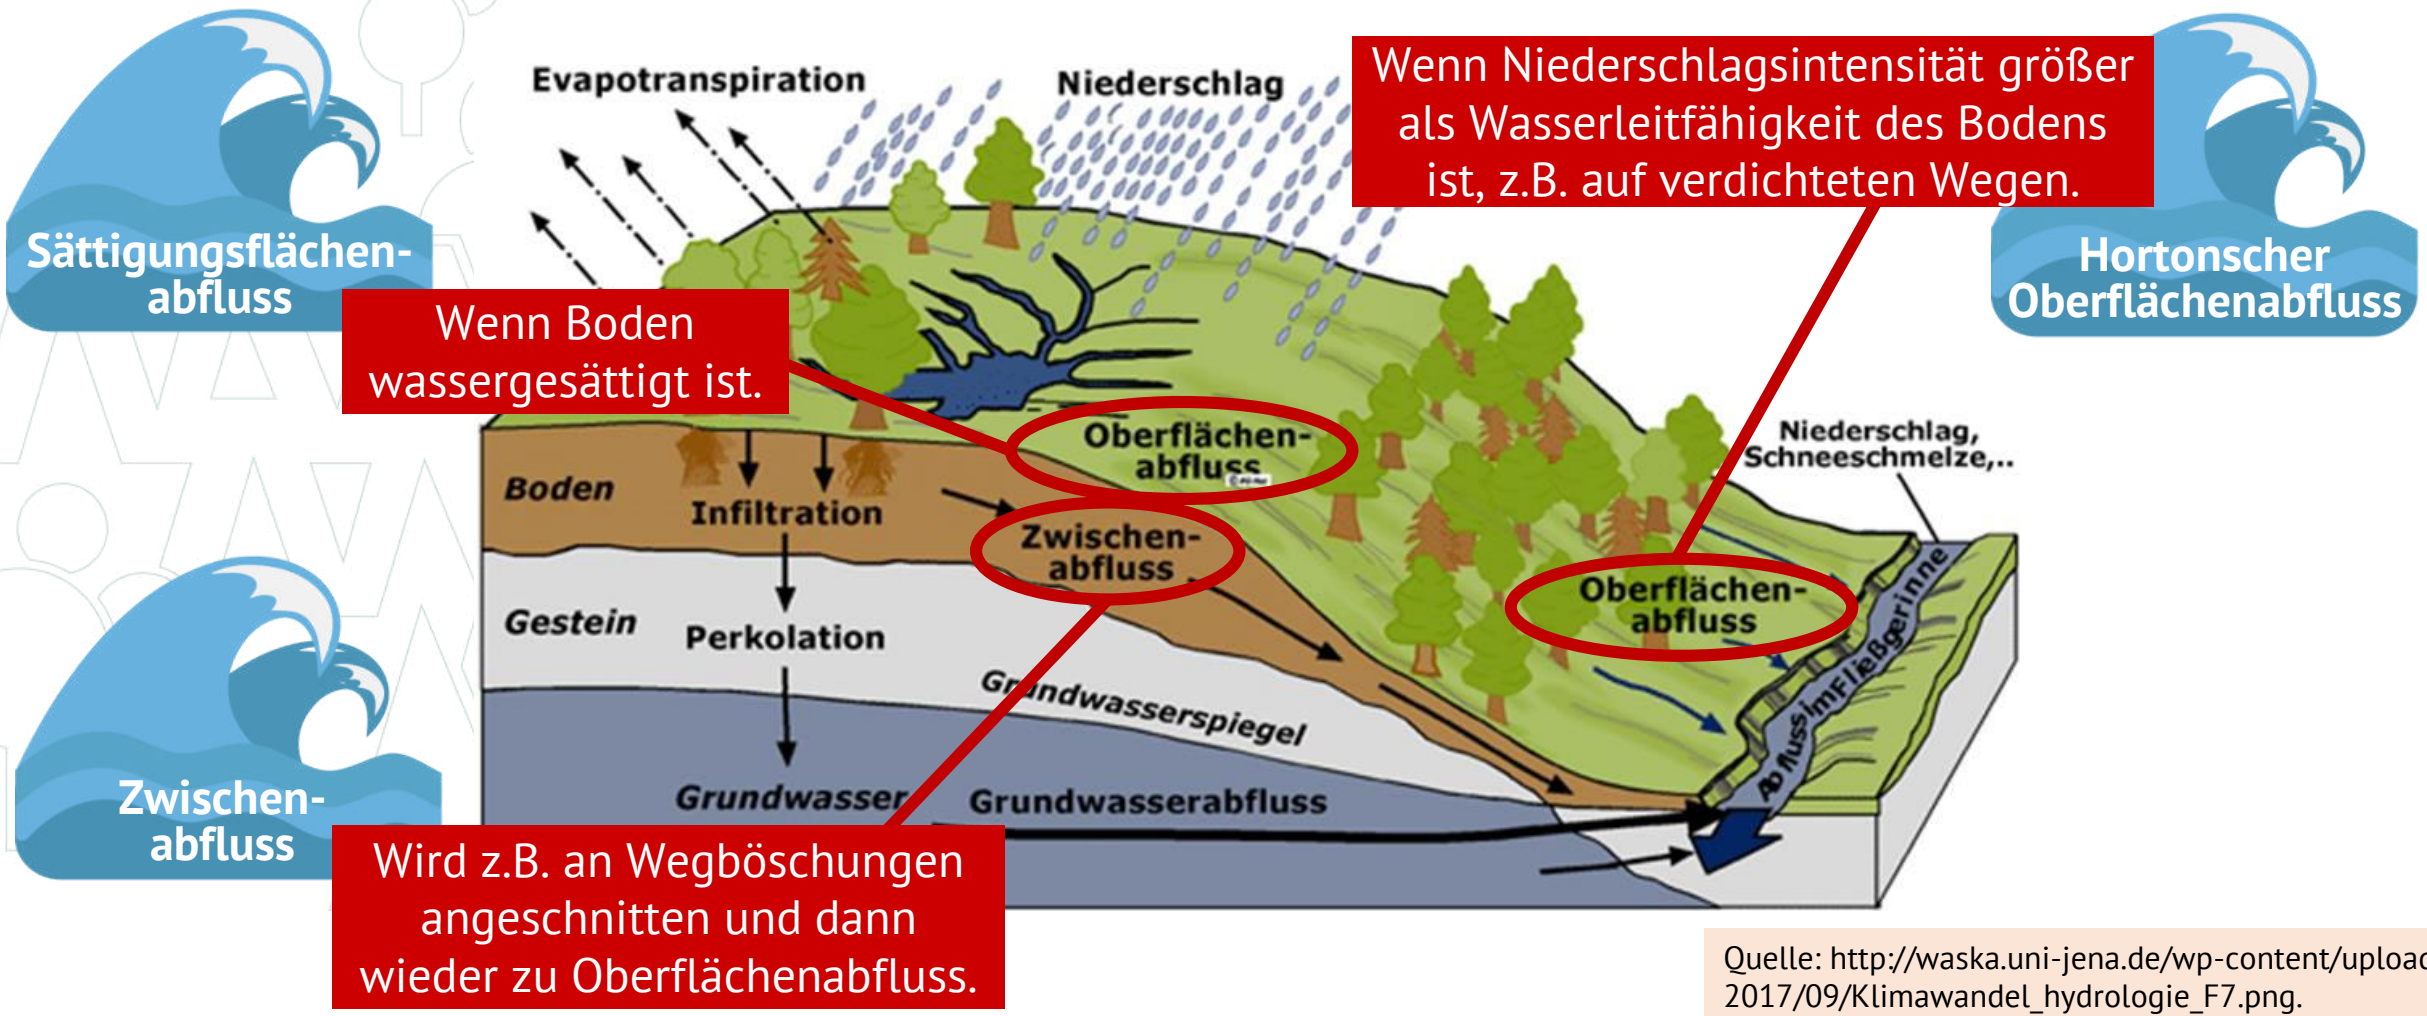 Sättigungsflächen-
abfluss
Evapotranspiration
Niederschlag
Wenn Niederschlagsintensität größer
als Wasserleitfähigkeit des Bodens
ist, z.B. auf verdichteten Wegen.
Hortonscher
Oberflächenabfluss
Wenn Boden
wassergesättigt ist.
Oberflächen-
abfluss
Niederschlag,
Schneeschmelze,..
Boden
Infiltration
Zwischen-
abfluss
Oberflächen-
abfluss
Abfluss im Fließgerinne
Gestein
Perkolation
Grundwasserspiegel
Grundwasser
Grundwasserabfluss
Zwischen-
abfluss
Wird z.B. an Wegböschungen
angeschnitten und dann
wieder zu Oberflächenabfluss.
Quelle: http://waska.uni-jena.de/wp-content/upload
2017/09/Klimawandel_hydrologie_F7.png.